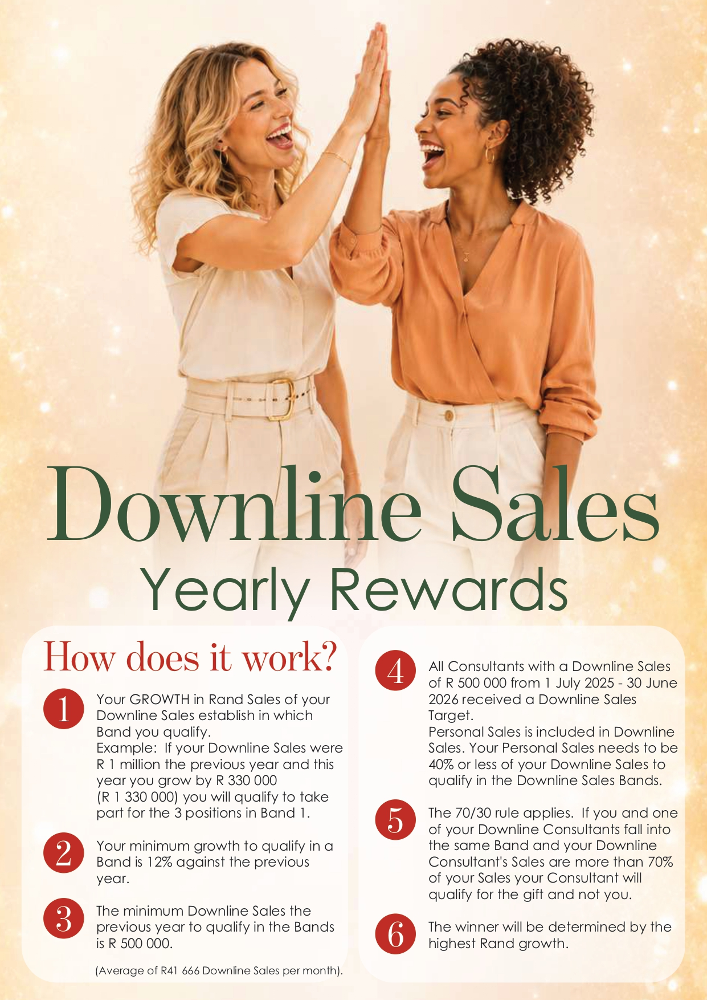 Downline Sales
Yearly Rewards
How does it work?
1
Your GROWTH in Rand Sales of your
Downline Sales establish in which
Band you qualify.
Example:  If your Downline Sales were
R 1 million the previous year and this
year you grow by R 330 000
(R 1 330 000) you will qualify to take
part for the 3 positions in Band 1.
2
Your minimum growth to qualify in a
Band is 12% against the previous
year.
3
The minimum Downline Sales the
previous year to qualify in the Bands
is R 500 000.
(Average of R41 666 Downline Sales per month).
4
All Consultants with a Downline Sales
of R 500 000 from 1 July 2025 - 30 June
2026 received a Downline Sales
Target.
Personal Sales is included in Downline
Sales. Your Personal Sales needs to be
40% or less of your Downline Sales to
qualify in the Downline Sales Bands.
5
The 70/30 rule applies.  If you and one
of your Downline Consultants fall into
the same Band and your Downline
Consultant's Sales are more than 70%
of your Sales your Consultant will
qualify for the gift and not you.
6
The winner will be determined by the
highest Rand growth.